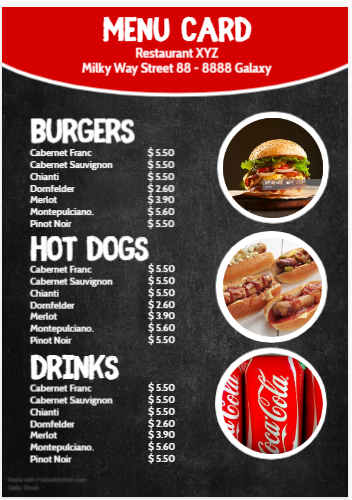 MENU CARD
Restaurant XYZ
Milky Way Street 88 - 8888 Galaxy
BURGERS
Cabernet Franc $ 5.50
Cabernet Sauvignon $ 5.50
Chianti $ 5.50
Dornfelder $ 2.60
Merlot $ 3.90
Montepulciano. $ 5.60
Pinot Noir $ 5.50
HOT DOGS
Cabernet Franc $ 5.50
Cabernet Sauvignon $ 5.50
Chianti $ 5.50
Dornfelder $ 2.60
Merlot $ 3.90
Montepulciano. $ 5.60
Pinot Noir $ 5.50
DRINKS
Cabernet Franc $ 5.50
Cabernet Sauvignon $ 5.50
Chianti $ 5.50
Dornfelder $ 2.60
Merlot $ 3.90
Montepulciano. $ 5.60
Pinot Noir $ 5.50
Coca-Cola